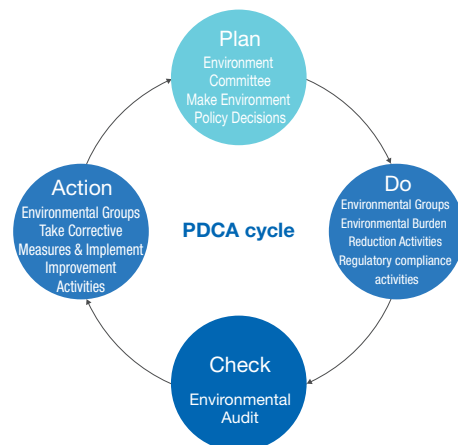 Plan
Environment
Committee
Make Environment
Policy Decisions
Do
Environmental Groups
Environmental Burden
Reduction Activities
Regulatory compliance
activities
Check
Environmental
Audit
Action
Environmental Groups
Take Corrective
Measures & Implement
Improvement
Activities
PDCA cycle